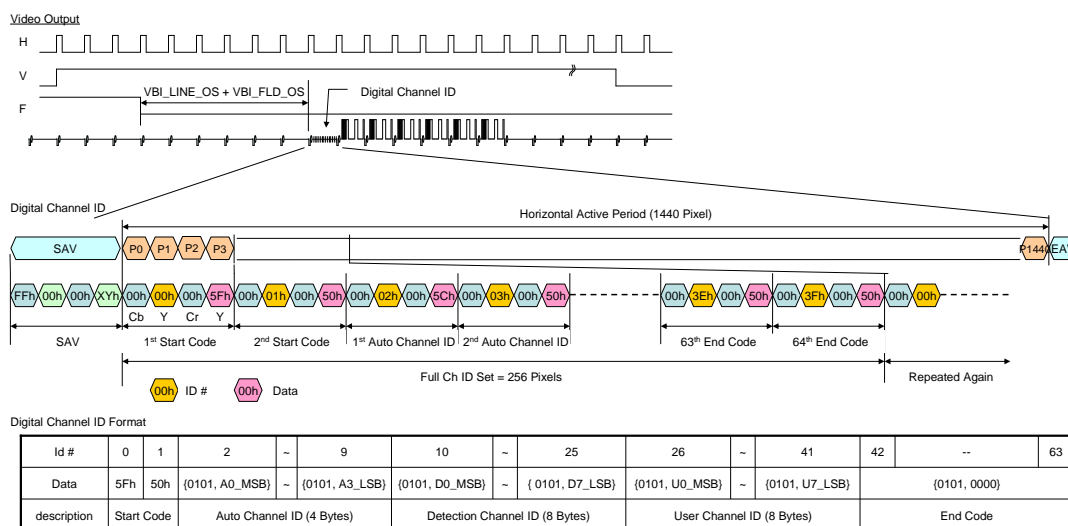 Video Output
H
V
VBI_LINE_OS + VBI_FLD_OS
Digital Channel ID
F
Digital Channel ID
Horizontal Active Period (1440 Pixel)
SAV P0 P1 P2 P3 P1440 EAV
FFh 00h 00h XYh 00h 00h 00h 5Fh 00h 01h 00h 50h 00h 02h 00h 5Ch 00h 03h 00h 50h 00h 3Eh 00h 50h 00h 3Fh 00h 50h 00h 00h
Cb Y Cr Y
SAV 1st Start Code 2nd Start Code 1st Auto Channel ID 2nd Auto Channel ID 63th End Code 64th End Code
Full Ch ID Set = 256 Pixels Repeated Again
00h ID # 00h Data
Digital Channel ID Format
Id # 0 1 2 ~ 9 10 ~ 25 26 ~ 41 42 -- 63
Data 5Fh 50h {0101, A0_MSB} ~ {0101, A3_LSB} {0101, D0_MSB} ~ { 0101, D7_LSB} {0101, U0_MSB} ~ {0101, U7_LSB} {0101, 0000}
description Start Code Auto Channel ID (4 Bytes) Detection Channel ID (8 Bytes) User Channel ID (8 Bytes) End Code